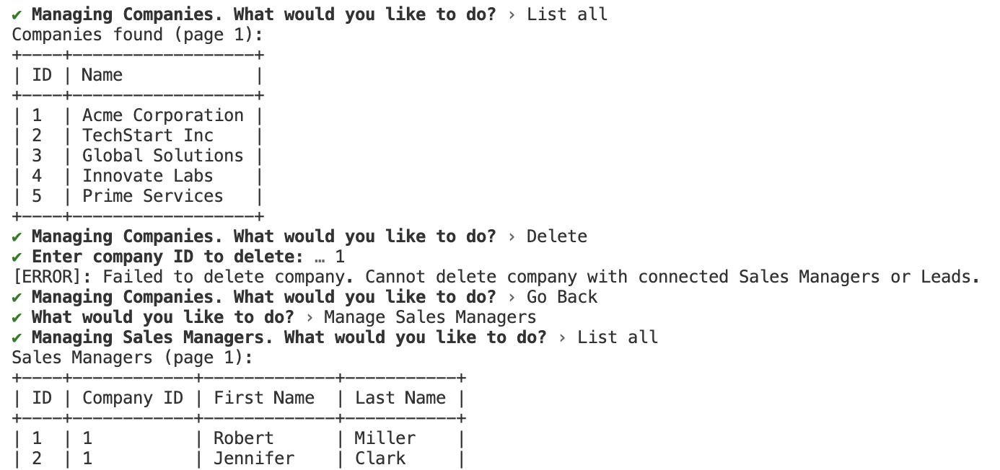 ✔ Managing Companies. What would you like to do? › List all
Companies found (page 1):
+----+------------------+
| ID | Name             |
+----+------------------+
| 1  | Acme Corporation |
| 2  | TechStart Inc    |
| 3  | Global Solutions |
| 4  | Innovate Labs    |
| 5  | Prime Services   |
+----+------------------+
✔ Managing Companies. What would you like to do? › Delete
✔ Enter company ID to delete: … 1
[ERROR]: Failed to delete company. Cannot delete company with connected Sales Managers or Leads.
✔ Managing Companies. What would you like to do? › Go Back
✔ What would you like to do? › Manage Sales Managers
✔ Managing Sales Managers. What would you like to do? › List all
Sales Managers (page 1):
+----+------------+-------------+-----------+
| ID | Company ID | First Name  | Last Name |
+----+------------+-------------+-----------+
| 1  | 1          | Robert      | Miller    |
| 2  | 1          | Jennifer    | Clark     |